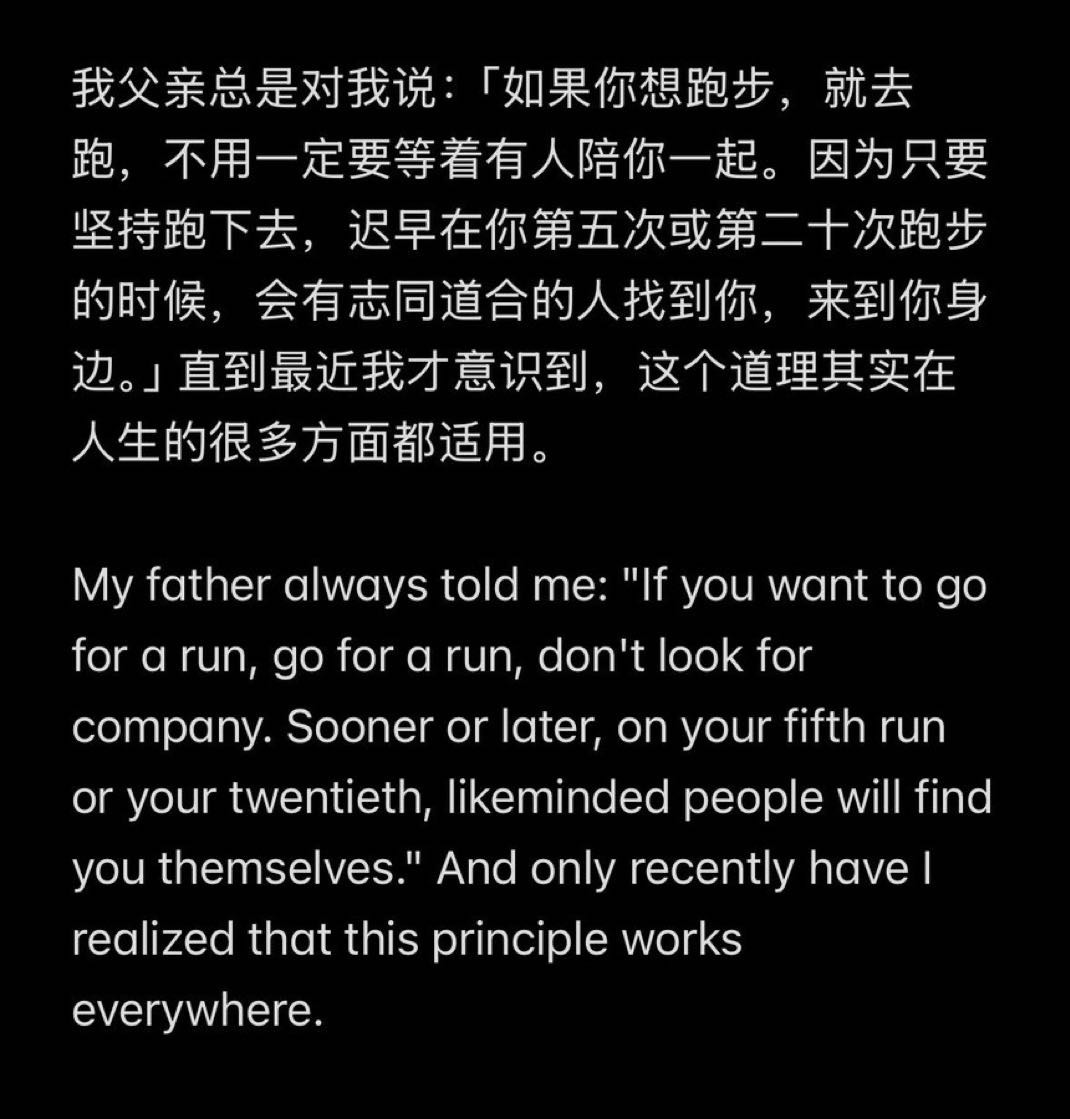 我父亲总是对我说：「如果你想跑步，就去
跑，不用一定要等着有人陪你一起。因为只要
坚持跑下去，迟早在你第五次或第二十次跑步
的时候，会有志同道合的人找到你，来到你身
边。」直到最近我才意识到，这个道理其实在
人生的很多方面都适用。
My father always told me: "If you want to go
for a run, go for a run, don't look for
company. Sooner or later, on your fifth run
or your twentieth, likeminded people will find
you themselves." And only recently have I
realized that this principle works
everywhere.